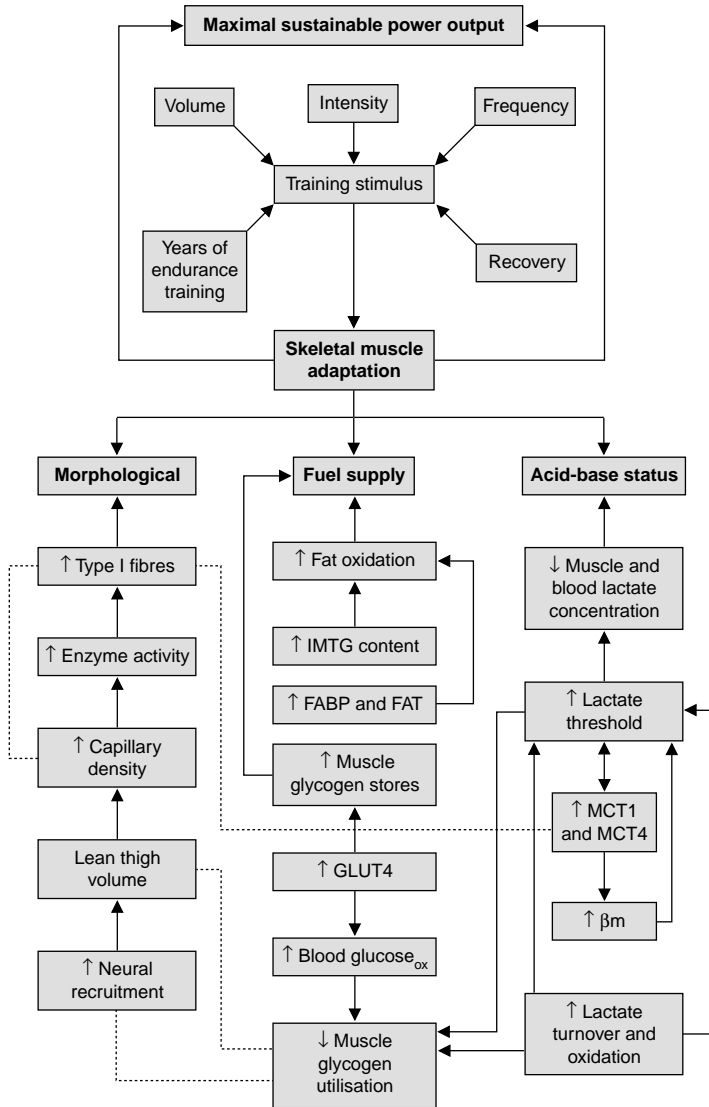 Maximal sustainable power output
Volume
Intensity
Frequency
Training stimulus
Years of
endurance
training
Recovery
Skeletal muscle
adaptation
Morphological
Fuel supply
Acid-base status
↑ Type I fibres
↑ Enzyme activity
↑ Capillary
density
Lean thigh
volume
↑ Neural
recruitment
↑ Fat oxidation
↑ IMTG content
↑ FABP and FAT
↑ Muscle
glycogen stores
↑ GLUT4
↑ Blood glucoseox
↓ Muscle
glycogen
utilisation
↓ Muscle and
blood lactate
concentration
↑ Lactate
threshold
↑ MCT1
and MCT4
↑ βm
↑ Lactate
turnover and
oxidation